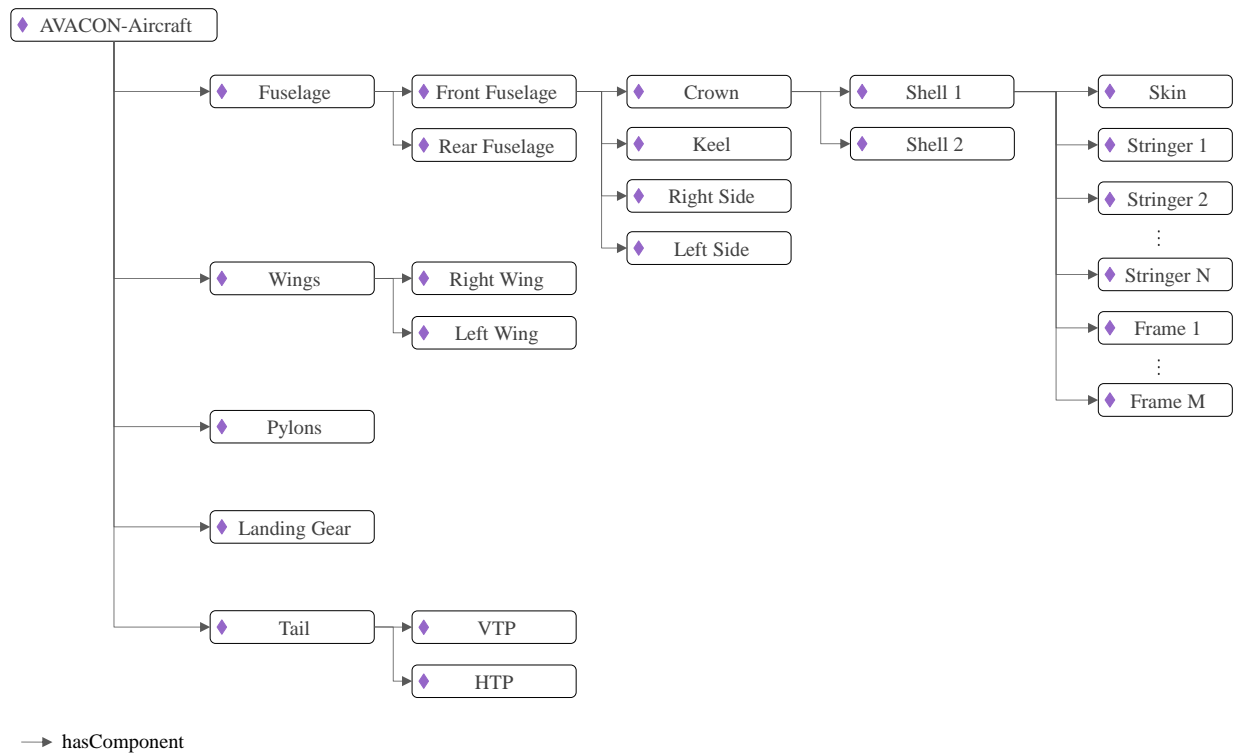 AVACON-Aircraft
Fuselage
Front Fuselage
Crown
Shell 1
Skin
Rear Fuselage
Keel
Shell 2
Stringer 1
Right Side
Stringer 2
⋮
Left Side
Wings
Right Wing
Stringer N
Left Wing
Frame 1
⋮
Frame M
Pylons
Landing Gear
Tail
VTP
HTP
hasComponent